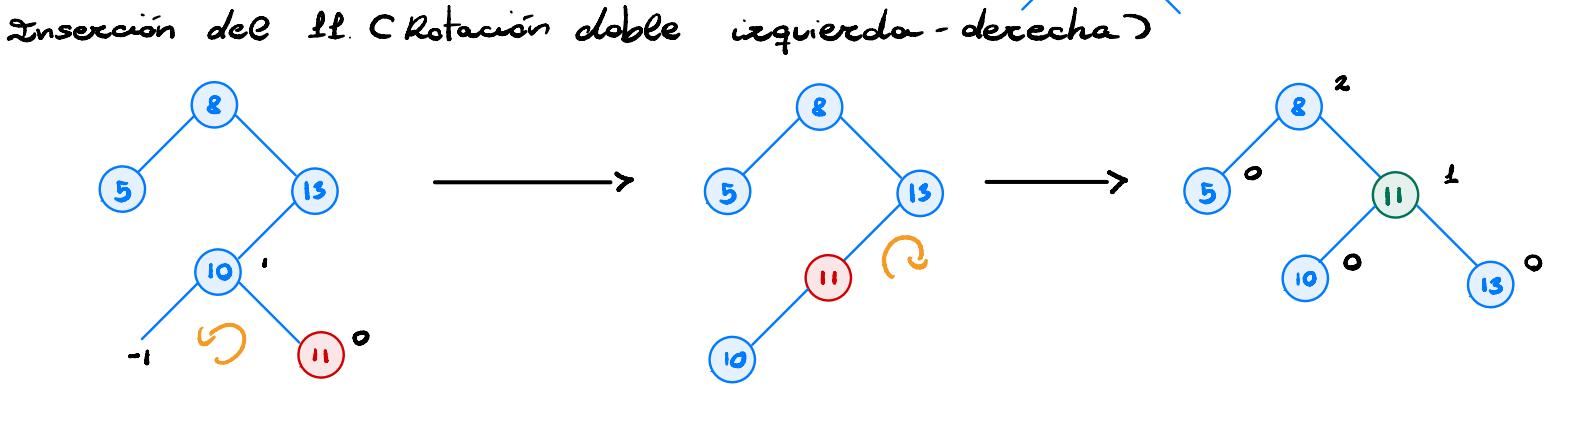 Inserción del 11. (Rotación doble izquierda-derecha)
8 8 8 2
5 13 5 13 5 0 11 1
10 1 11 10 0 13 0
-1 11 0 10